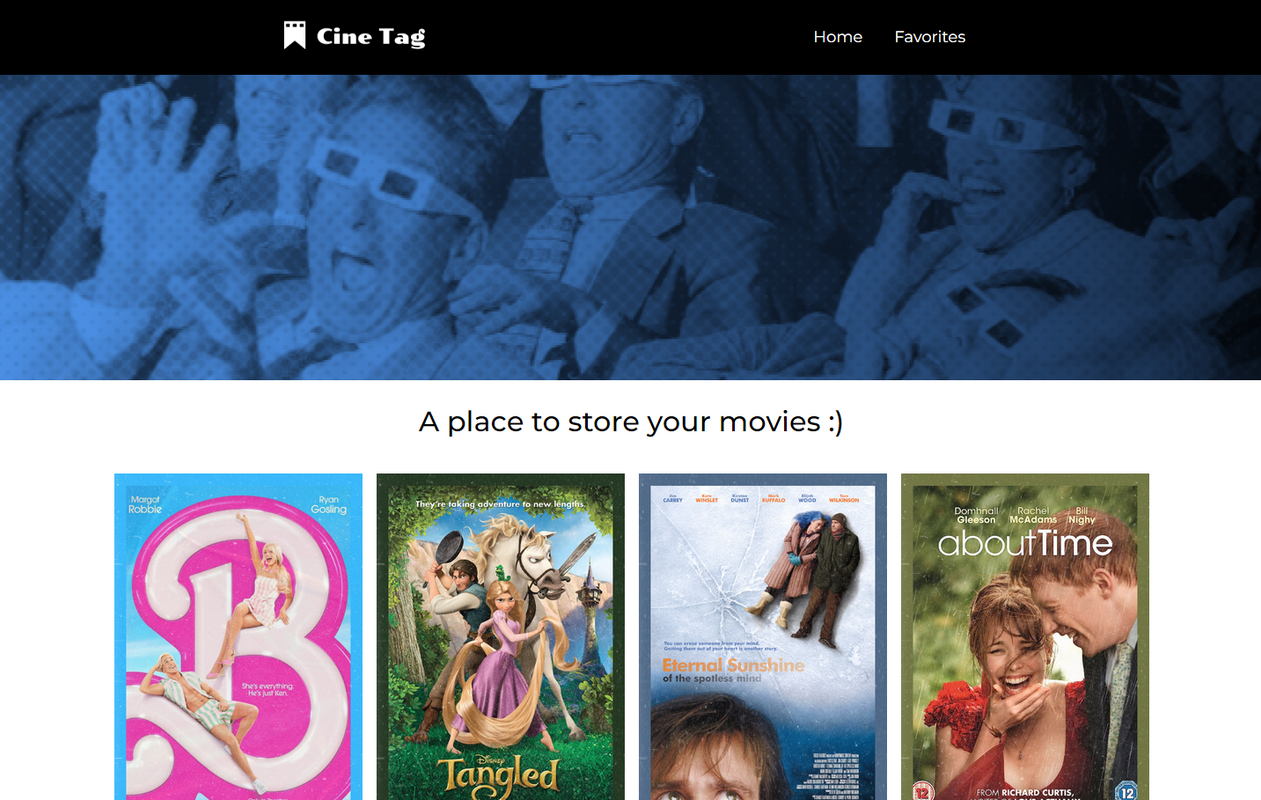 Cine Tag
Home
Favorites
A place to store your movies :)
Margot
Robbie
Ryan
Gosling
She's everything.
He's just Ken.
They're taking adventure to new lengths.
Disney
Tangled
Jim
CARREY
Kate
WINSLET
Kirsten
DUNST
Mark
RUFFALO
Elijah
WOOD
Tom
WILKINSON
You can erase someone from your mind.
Getting them out of your heart is another story.
Eternal Sunshine
of the spotless mind
Domhnall
Gleeson
Rachel
McAdams
Bill
Nighy
aboutTime
12
FROM RICHARD CURTIS,
12